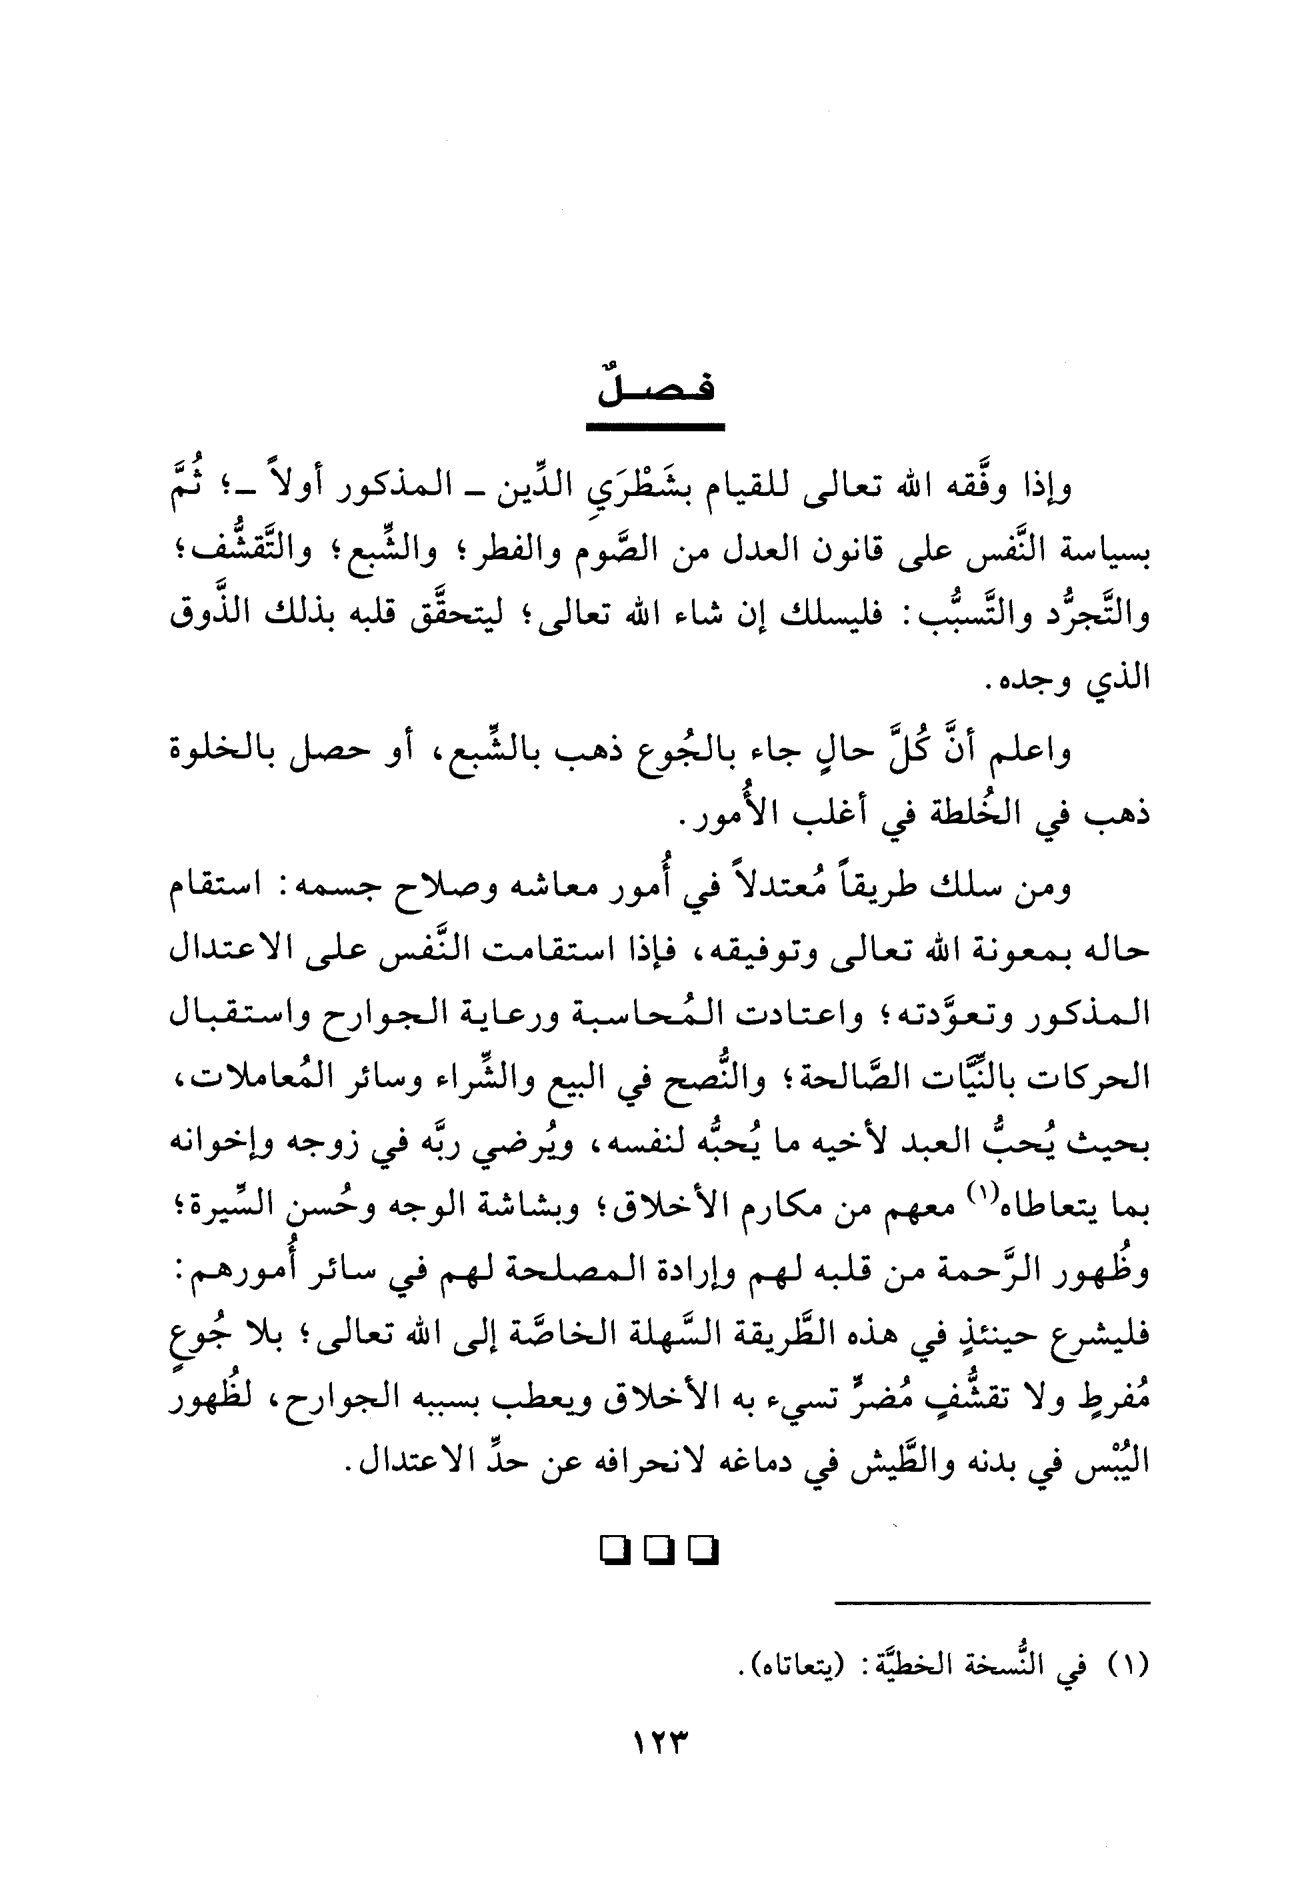 فصلٌ
وإذا وفَّقه الله تعالى للقيام بشَطْرَيِ الدِّين ـ المذكور أولاً ـ؛ ثُمَّ
بسياسة النَّفس على قانون العدل من الصَّوم والفطر؛ والشِّبع؛ والتَّقشُّف؛
والتَّجرُّد والتَّسبُّب: فليسلك إن شاء الله تعالى؛ ليتحقَّق قلبه بذلك الذَّوق
الذي وجده.
واعلم أنَّ كُلَّ حالٍ جاء بالجُوع ذهب بالشِّبع، أو حصل بالخلوة
ذهب في الخُلطة في أغلب الأُمور.
ومن سلك طريقاً مُعتدلاً في أُمور معاشه وصلاح جسمه: استقام
حاله بمعونة الله تعالى وتوفيقه، فإذا استقامت النَّفس على الاعتدال
المذكور وتعوَّدته؛ واعتادت المُحاسبة ورعاية الجوارح واستقبال
الحركات بالنِّيَّات الصَّالحة؛ والنُّصح في البيع والشِّراء وسائر المُعاملات،
بحيث يُحبُّ العبد لأخيه ما يُحبُّه لنفسه، ويُرضي ربَّه في زوجه وإخوانه
بما يتعاطاه(١) معهم من مكارم الأخلاق؛ وبشاشة الوجه وحُسن السِّيرة؛
وظُهور الرَّحمة من قلبه لهم وإرادة المصلحة لهم في سائر أُمورهم:
فليشرع حينئذٍ في هذه الطَّريقة السَّهلة الخاصَّة إلى الله تعالى؛ بلا جُوعٍ
مُفرطٍ ولا تقشُّفٍ مُضرٍّ تسيء به الأخلاق ويعطب بسببه الجوارح، لظُهور
اليُبْس في بدنه والطَّيش في دماغه لانحرافه عن حدِّ الاعتدال.
(١) في النُّسخة الخطيَّة: (يتعاتاه).
١٢٣